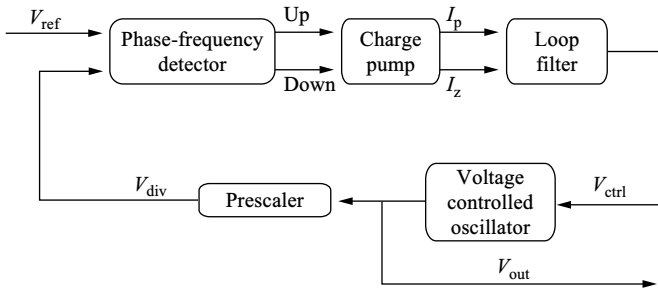 V_ref
Phase-frequency
detector
Up
Down
Charge
pump
I_p
I_z
Loop
filter
V_div
Prescaler
Voltage
controlled
oscillator
V_ctrl
V_out